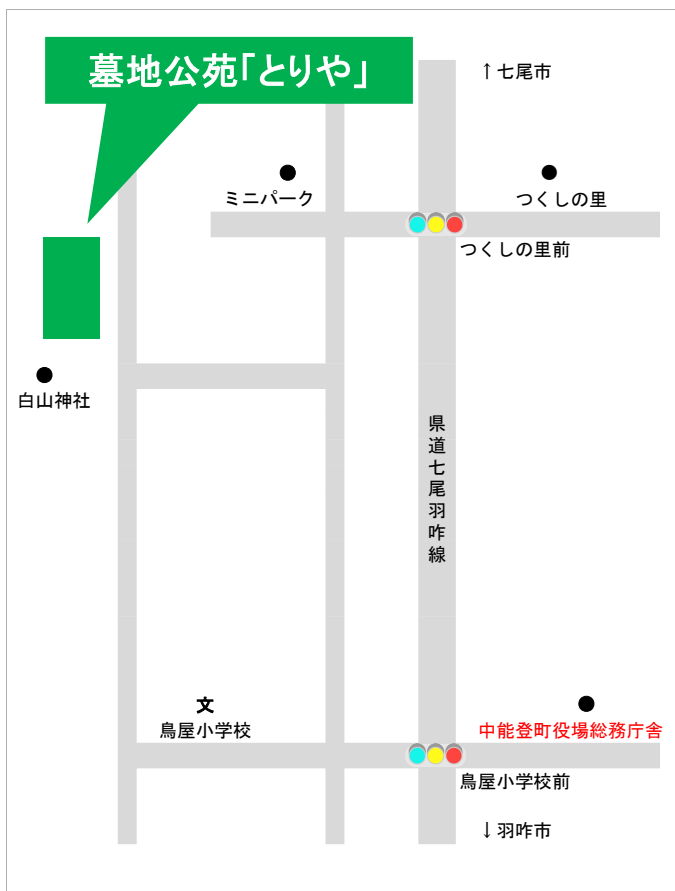 墓地公苑「とりや」
↑七尾市
ミニパーク
つくしの里
つくしの里前
白山神社
県道七尾羽咋線
文
鳥屋小学校
中能登町役場総務庁舎
鳥屋小学校前
↓羽咋市